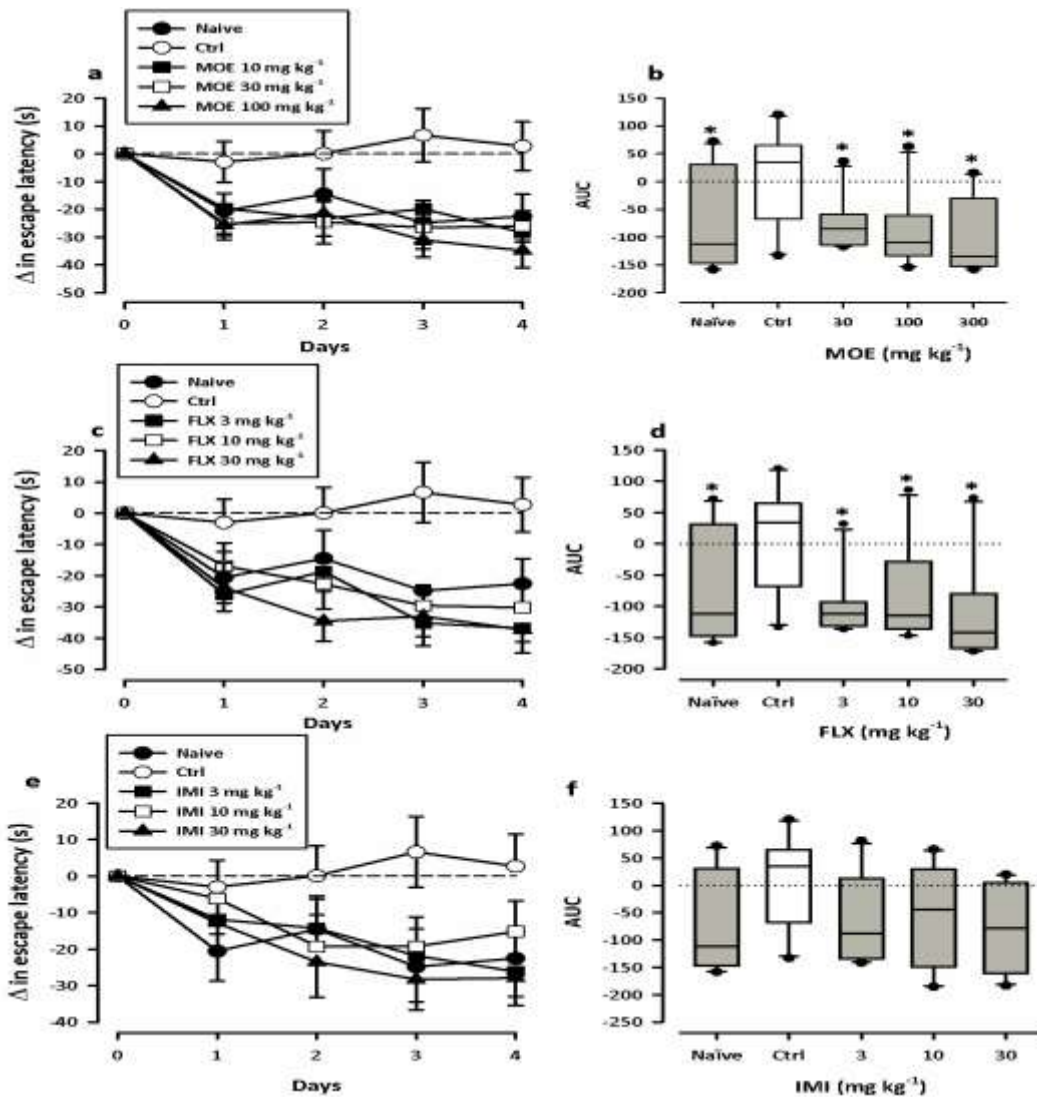 Naive
Ctrl
MOE 10 mg kg⁻¹
MOE 30 mg kg⁻¹
MOE 100 mg kg⁻¹
a
20
10
0
-10
-20
-30
-40
-50
Δ in escape latency (s)
0 1 2 3 4
Days
b
150
100
50
0
-50
-100
-150
-200
AUC
* * * *
Naïve Ctrl 30 100 300
MOE (mg kg⁻¹)
Naive
Ctrl
FLX 3 mg kg⁻¹
FLX 10 mg kg⁻¹
FLX 30 mg kg⁻¹
c
20
10
0
-10
-20
-30
-40
-50
Δ in escape latency (s)
0 1 2 3 4
Days
d
150
100
50
0
-50
-100
-150
-200
AUC
* * * *
Naïve Ctrl 3 10 30
FLX (mg kg⁻¹)
Naive
Ctrl
IMI 3 mg kg⁻¹
IMI 10 mg kg⁻¹
IMI 30 mg kg⁻¹
e
20
10
0
-10
-20
-30
-40
Δ in escape latency (s)
0 1 2 3 4
Days
f
150
100
50
0
-50
-100
-150
-200
-250
AUC
Naïve Ctrl 3 10 30
IMI (mg kg⁻¹)